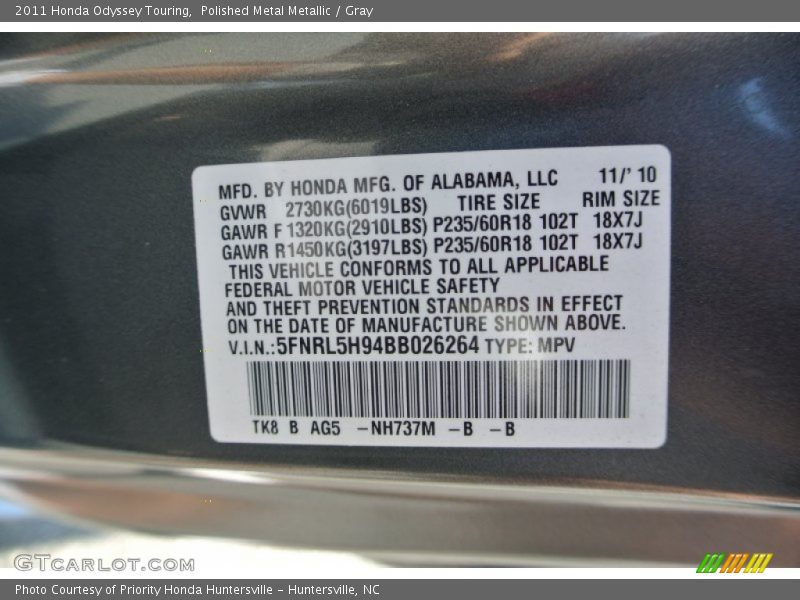 2011 Honda Odyssey Touring, Polished Metal Metallic / Gray
MFD. BY HONDA MFG. OF ALABAMA, LLC 11/' 10
GVWR 2730KG(6019LBS) TIRE SIZE RIM SIZE
GAWR F 1320KG(2910LBS) P235/60R18 102T 18X7J
GAWR R1450KG(3197LBS) P235/60R18 102T 18X7J
THIS VEHICLE CONFORMS TO ALL APPLICABLE
FEDERAL MOTOR VEHICLE SAFETY
AND THEFT PREVENTION STANDARDS IN EFFECT
ON THE DATE OF MANUFACTURE SHOWN ABOVE.
V.I.N.:5FNRL5H94BB026264 TYPE: MPV
TK8 B AG5 -NH737M -B -B
GTCARLOT.COM
Photo Courtesy of Priority Honda Huntersville - Huntersville, NC